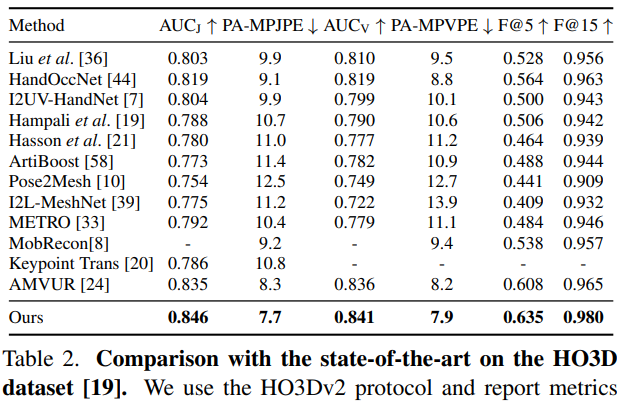 Method AUCJ ↑ PA-MPJPE ↓ AUCV ↑ PA-MPVPE ↓ F@5 ↑ F@15 ↑
Liu et al. [36] 0.803 9.9 0.810 9.5 0.528 0.956
HandOccNet [44] 0.819 9.1 0.819 8.8 0.564 0.963
I2UV-HandNet [7] 0.804 9.9 0.799 10.1 0.500 0.943
Hampali et al. [19] 0.788 10.7 0.790 10.6 0.506 0.942
Hasson et al. [21] 0.780 11.0 0.777 11.2 0.464 0.939
ArtiBoost [58] 0.773 11.4 0.782 10.9 0.488 0.944
Pose2Mesh [10] 0.754 12.5 0.749 12.7 0.441 0.909
I2L-MeshNet [39] 0.775 11.2 0.722 13.9 0.409 0.932
METRO [33] 0.792 10.4 0.779 11.1 0.484 0.946
MobRecon[8] - 9.2 - 9.4 0.538 0.957
Keypoint Trans [20] 0.786 10.8 - - - -
AMVUR [24] 0.835 8.3 0.836 8.2 0.608 0.965
Ours 0.846 7.7 0.841 7.9 0.635 0.980
Table 2. Comparison with the state-of-the-art on the HO3D
dataset [19]. We use the HO3Dv2 protocol and report metrics